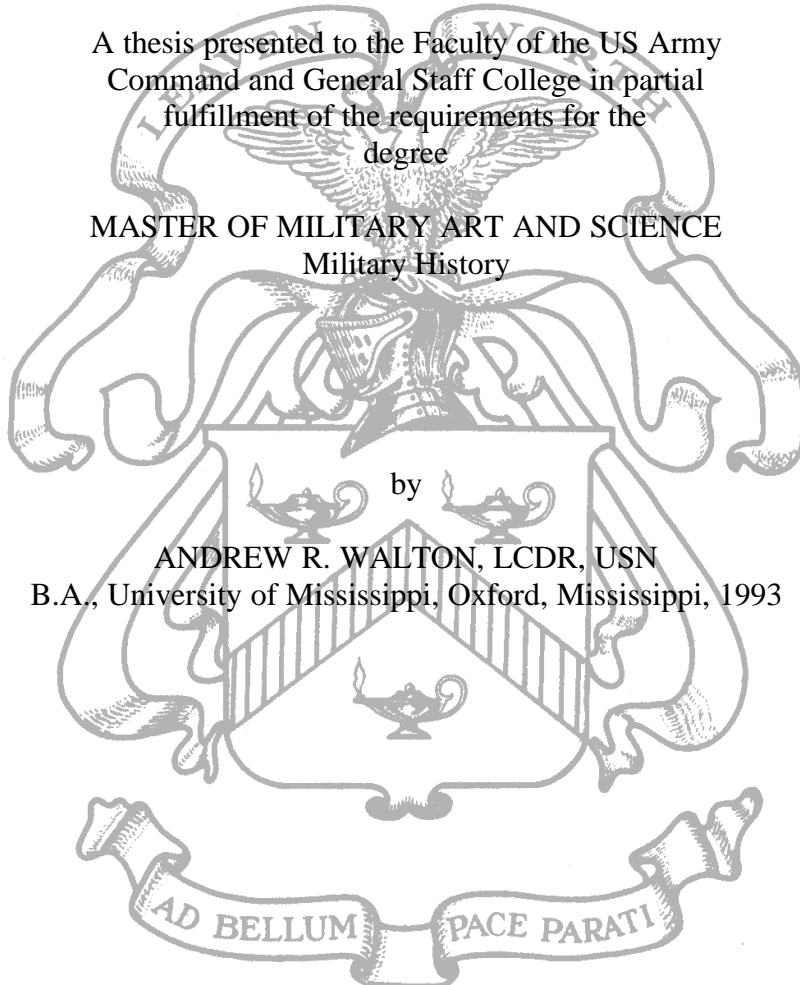 LEAVEN WORTH
A thesis presented to the Faculty of the US Army
Command and General Staff College in partial
fulfillment of the requirements for the
degree
MASTER OF MILITARY ART AND SCIENCE
Military History
by
ANDREW R. WALTON, LCDR, USN
B.A., University of Mississippi, Oxford, Mississippi, 1993
AD BELLUM PACE PARATI